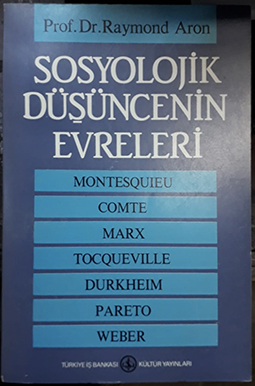 Prof. Dr. Raymond Aron
SOSYOLOJİK
DÜŞÜNCENİN
EVRELERİ
MONTESQUIEU
COMTE
MARX
TOCQUEVILLE
DURKHEIM
PARETO
WEBER
TÜRKİYE İŞ BANKASI KÜLTÜR YAYINLARI